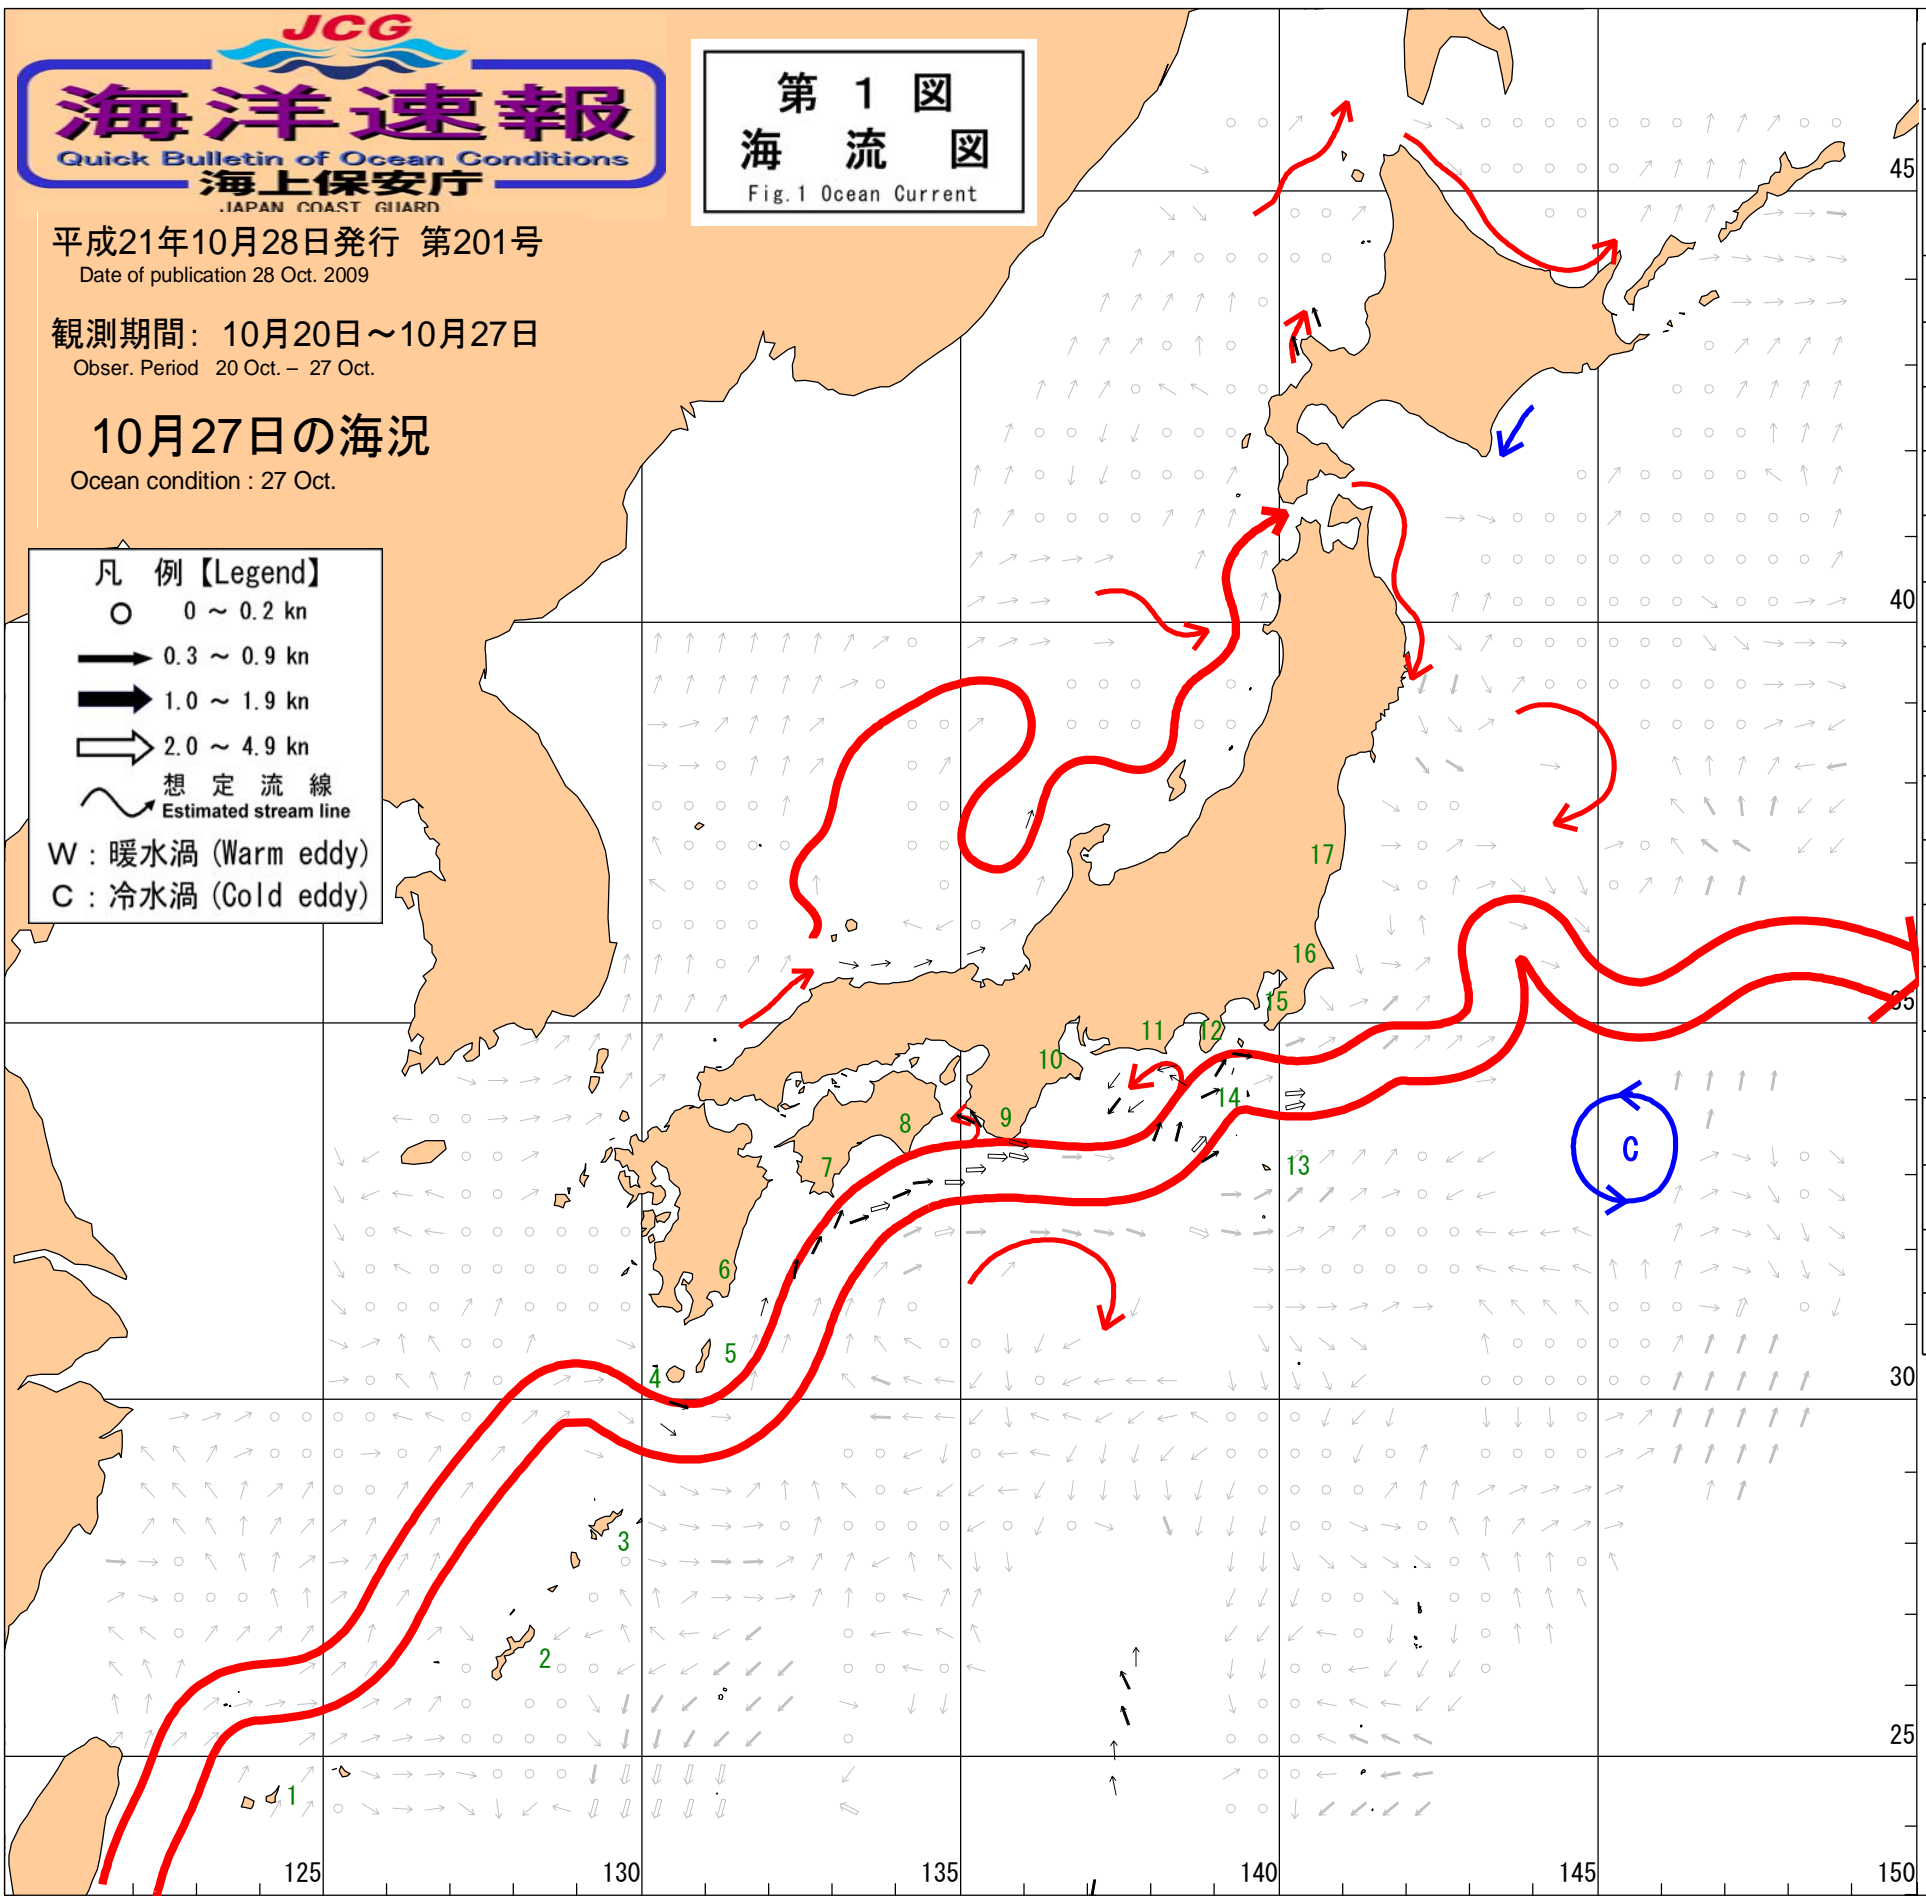 JCG
海洋速報
Quick Bulletin of Ocean Conditions
海上保安庁
JAPAN COAST GUARD
第 1 図
海 流 図
Fig.1 Ocean Current
平成21年10月28日発行 第201号
Date of publication 28 Oct. 2009
観測期間: 10月20日～10月27日
Obser. Period 20 Oct. – 27 Oct.
10月27日の海況
Ocean condition : 27 Oct.
凡 例【Legend】
0 ～ 0.2 kn
0.3 ～ 0.9 kn
1.0 ～ 1.9 kn
2.0 ～ 4.9 kn
想 定 流 線
Estimated stream line
W : 暖水渦 (Warm eddy)
C : 冷水渦 (Cold eddy)
45
40
17
16
15
35
12
11
10
14
9
8
C
13
7
6
5
4
30
3
2
25
1
125
130
135
140
145
150